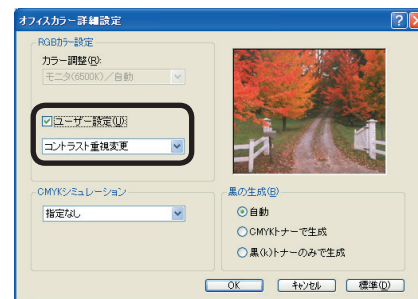 オフィスカラー詳細設定
RGBカラー設定
カラー調整(R):
モニタ(6500K)／自動
ユーザー設定(U):
コントラスト重視変更
CMYKシミュレーション
指定なし
黒の生成(B)
自動
CMYKトナーで生成
黒(k)トナーのみで生成
OK
キャンセル
標準(D)